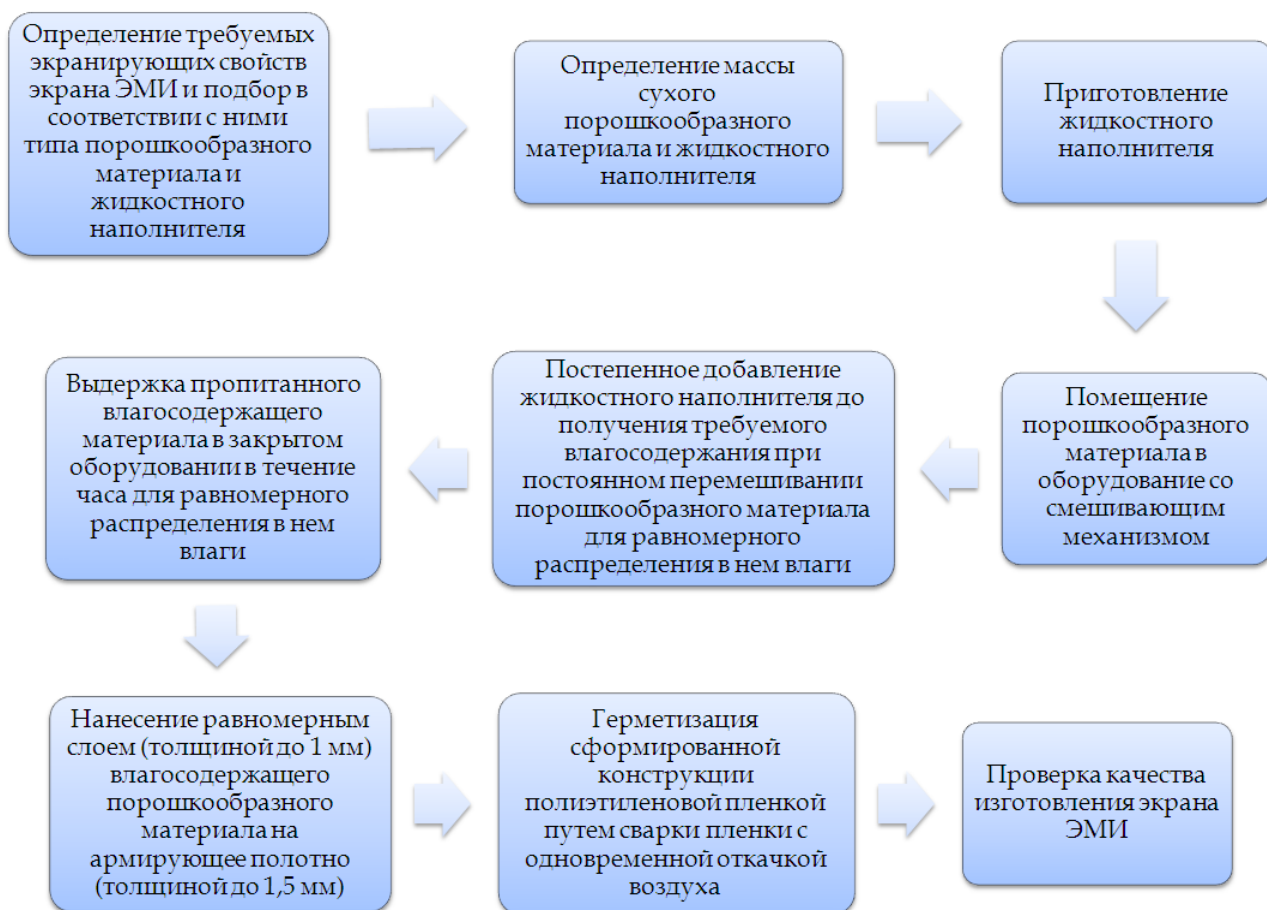 Определение требуемых
экранирующих свойств
экрана ЭМИ и подбор в
соответствии с ними
типа порошкообразного
материала и
жидкостного
наполнителя
Определение массы
сухого
порошкообразного
материала и жидкостного
наполнителя
Приготовление
жидкостного
наполнителя
Помещение
порошкообразного
материала в
оборудование со
смешивающим
механизмом
Постепенное добавление
жидкостного наполнителя до
получения требуемого
влагосодержания при
постоянном перемешивании
порошкообразного материала
для равномерного
распределения в нем влаги
Выдержка пропитанного
влагосодержащего
материала в закрытом
оборудовании в течение
часа для равномерного
распределения в нем
влаги
Нанесение равномерным
слоем (толщиной до 1 мм)
влагосодержащего
порошкообразного
материала на
армирующее полотно
(толщиной до 1,5 мм)
Герметизация
сформированной
конструкции
полиэтиленовой пленкой
путем сварки пленки с
одновременной откачкой
воздуха
Проверка качества
изготовления экрана
ЭМИ